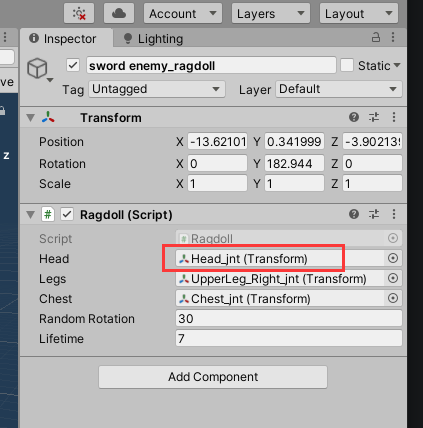 Account Layers Layout
Inspector Lighting
sword enemy_ragdoll Static
Tag Untagged Layer Default
ve
Transform
Position X -13.62101 Y 0.341999 Z -3.902139
z
Rotation X 0 Y 182.944 Z 0
Scale X 1 Y 1 Z 1
# Ragdoll (Script)
Script # Ragdoll
Head Head_jnt (Transform)
Legs UpperLeg_Right_jnt (Transform)
Chest Chest_jnt (Transform)
Random Rotation 30
Lifetime 7
Add Component